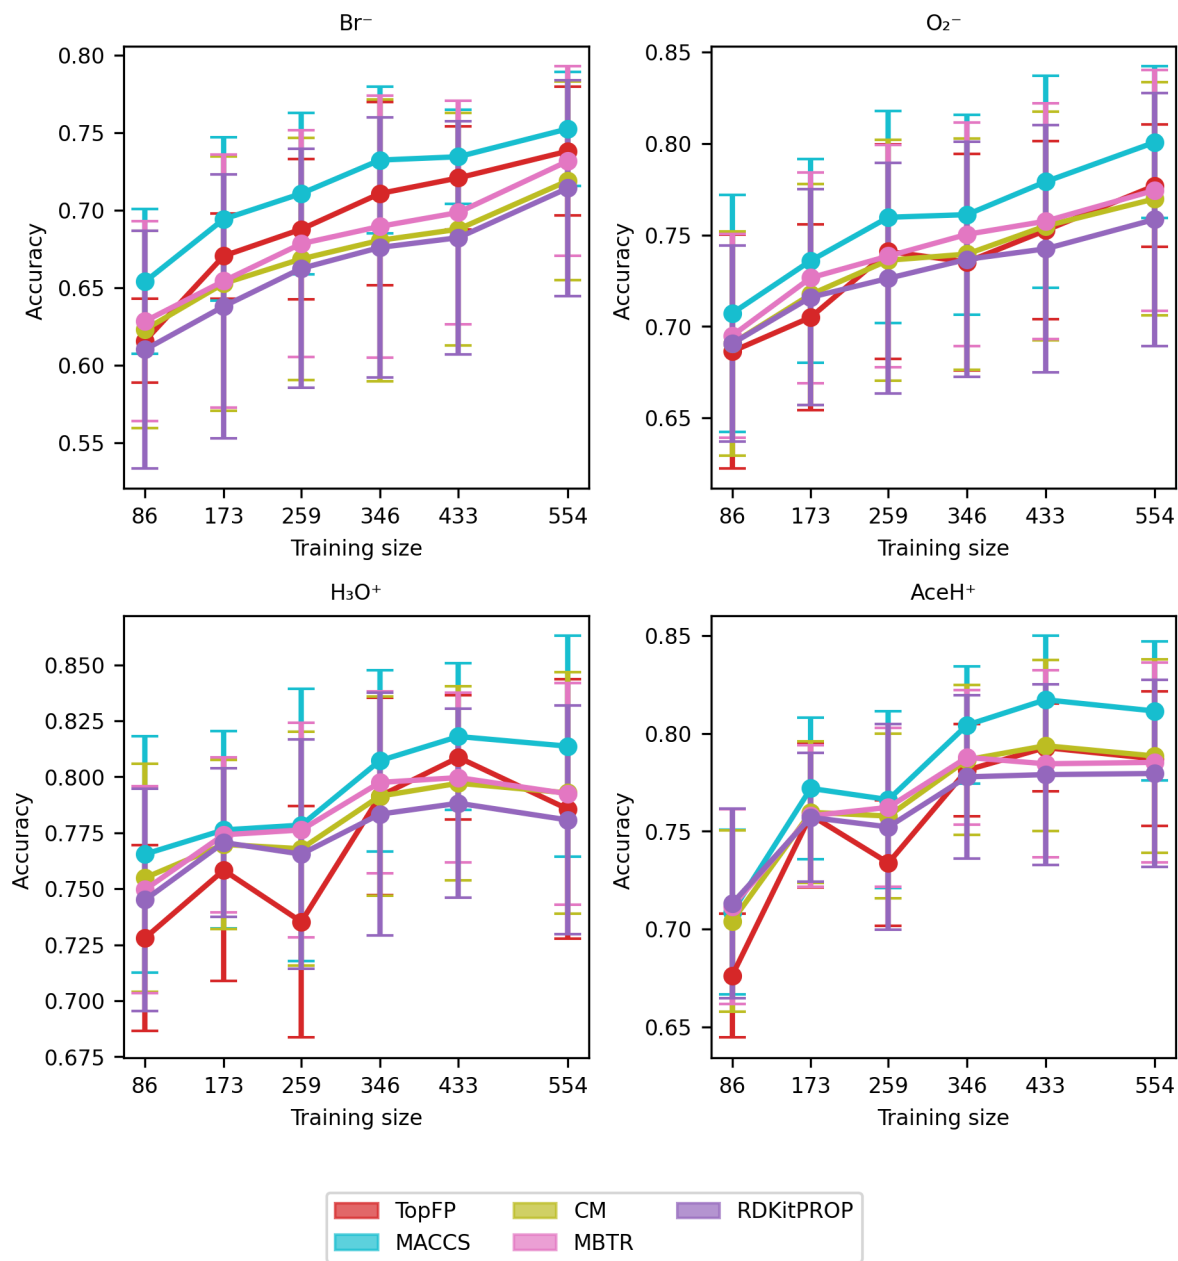 Br⁻
0.80
0.75
0.70
0.65
0.60
0.55
Accuracy
86 173 259 346 433 554
Training size
O₂⁻
0.85
0.80
0.75
0.70
0.65
Accuracy
86 173 259 346 433 554
Training size
H₃O⁺
0.850
0.825
0.800
0.775
0.750
0.725
0.700
0.675
Accuracy
86 173 259 346 433 554
Training size
AceH⁺
0.85
0.80
0.75
0.70
0.65
Accuracy
86 173 259 346 433 554
Training size
TopFP CM RDKitPROP
MACCS MBTR